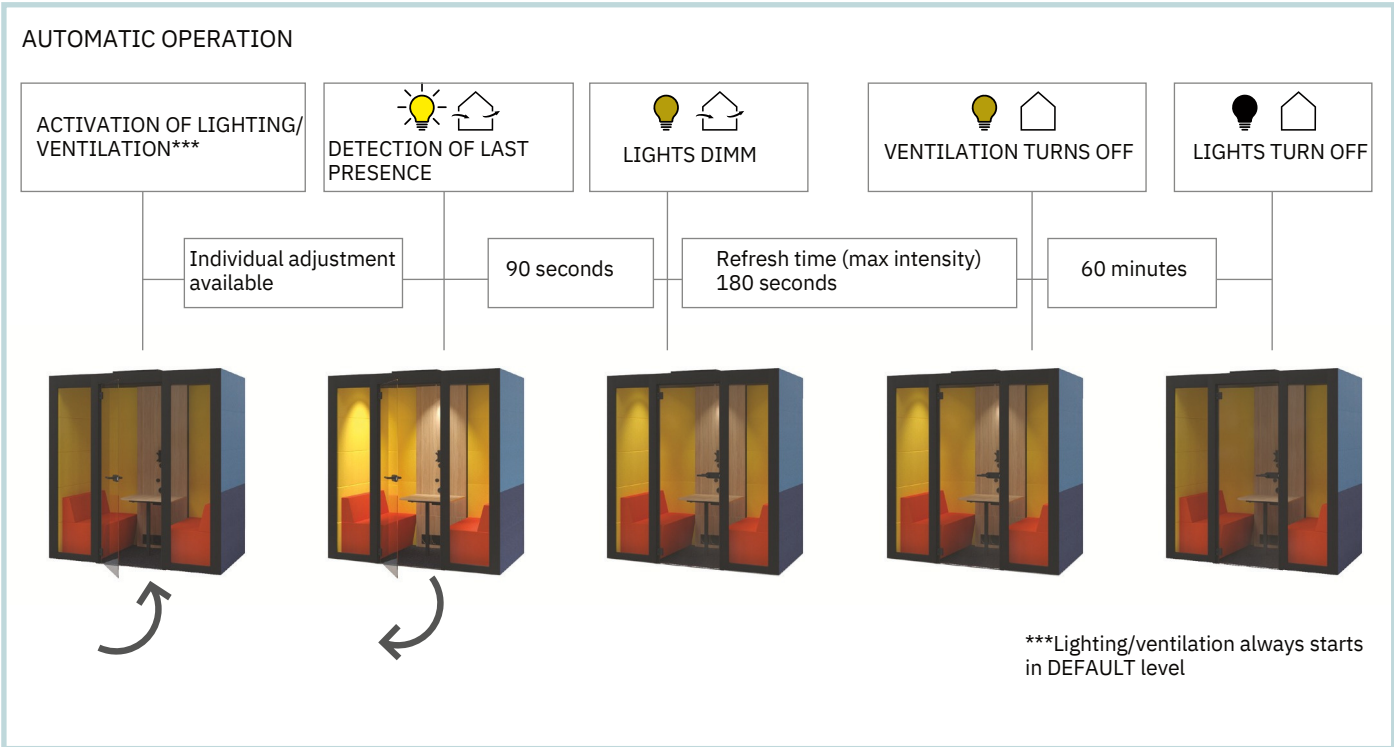 AUTOMATIC OPERATION
ACTIVATION OF LIGHTING/
VENTILATION***
DETECTION OF LAST
PRESENCE
LIGHTS DIMM
VENTILATION TURNS OFF
LIGHTS TURN OFF
Individual adjustment
available
90 seconds
Refresh time (max intensity)
180 seconds
60 minutes
***Lighting/ventilation always starts
in DEFAULT level